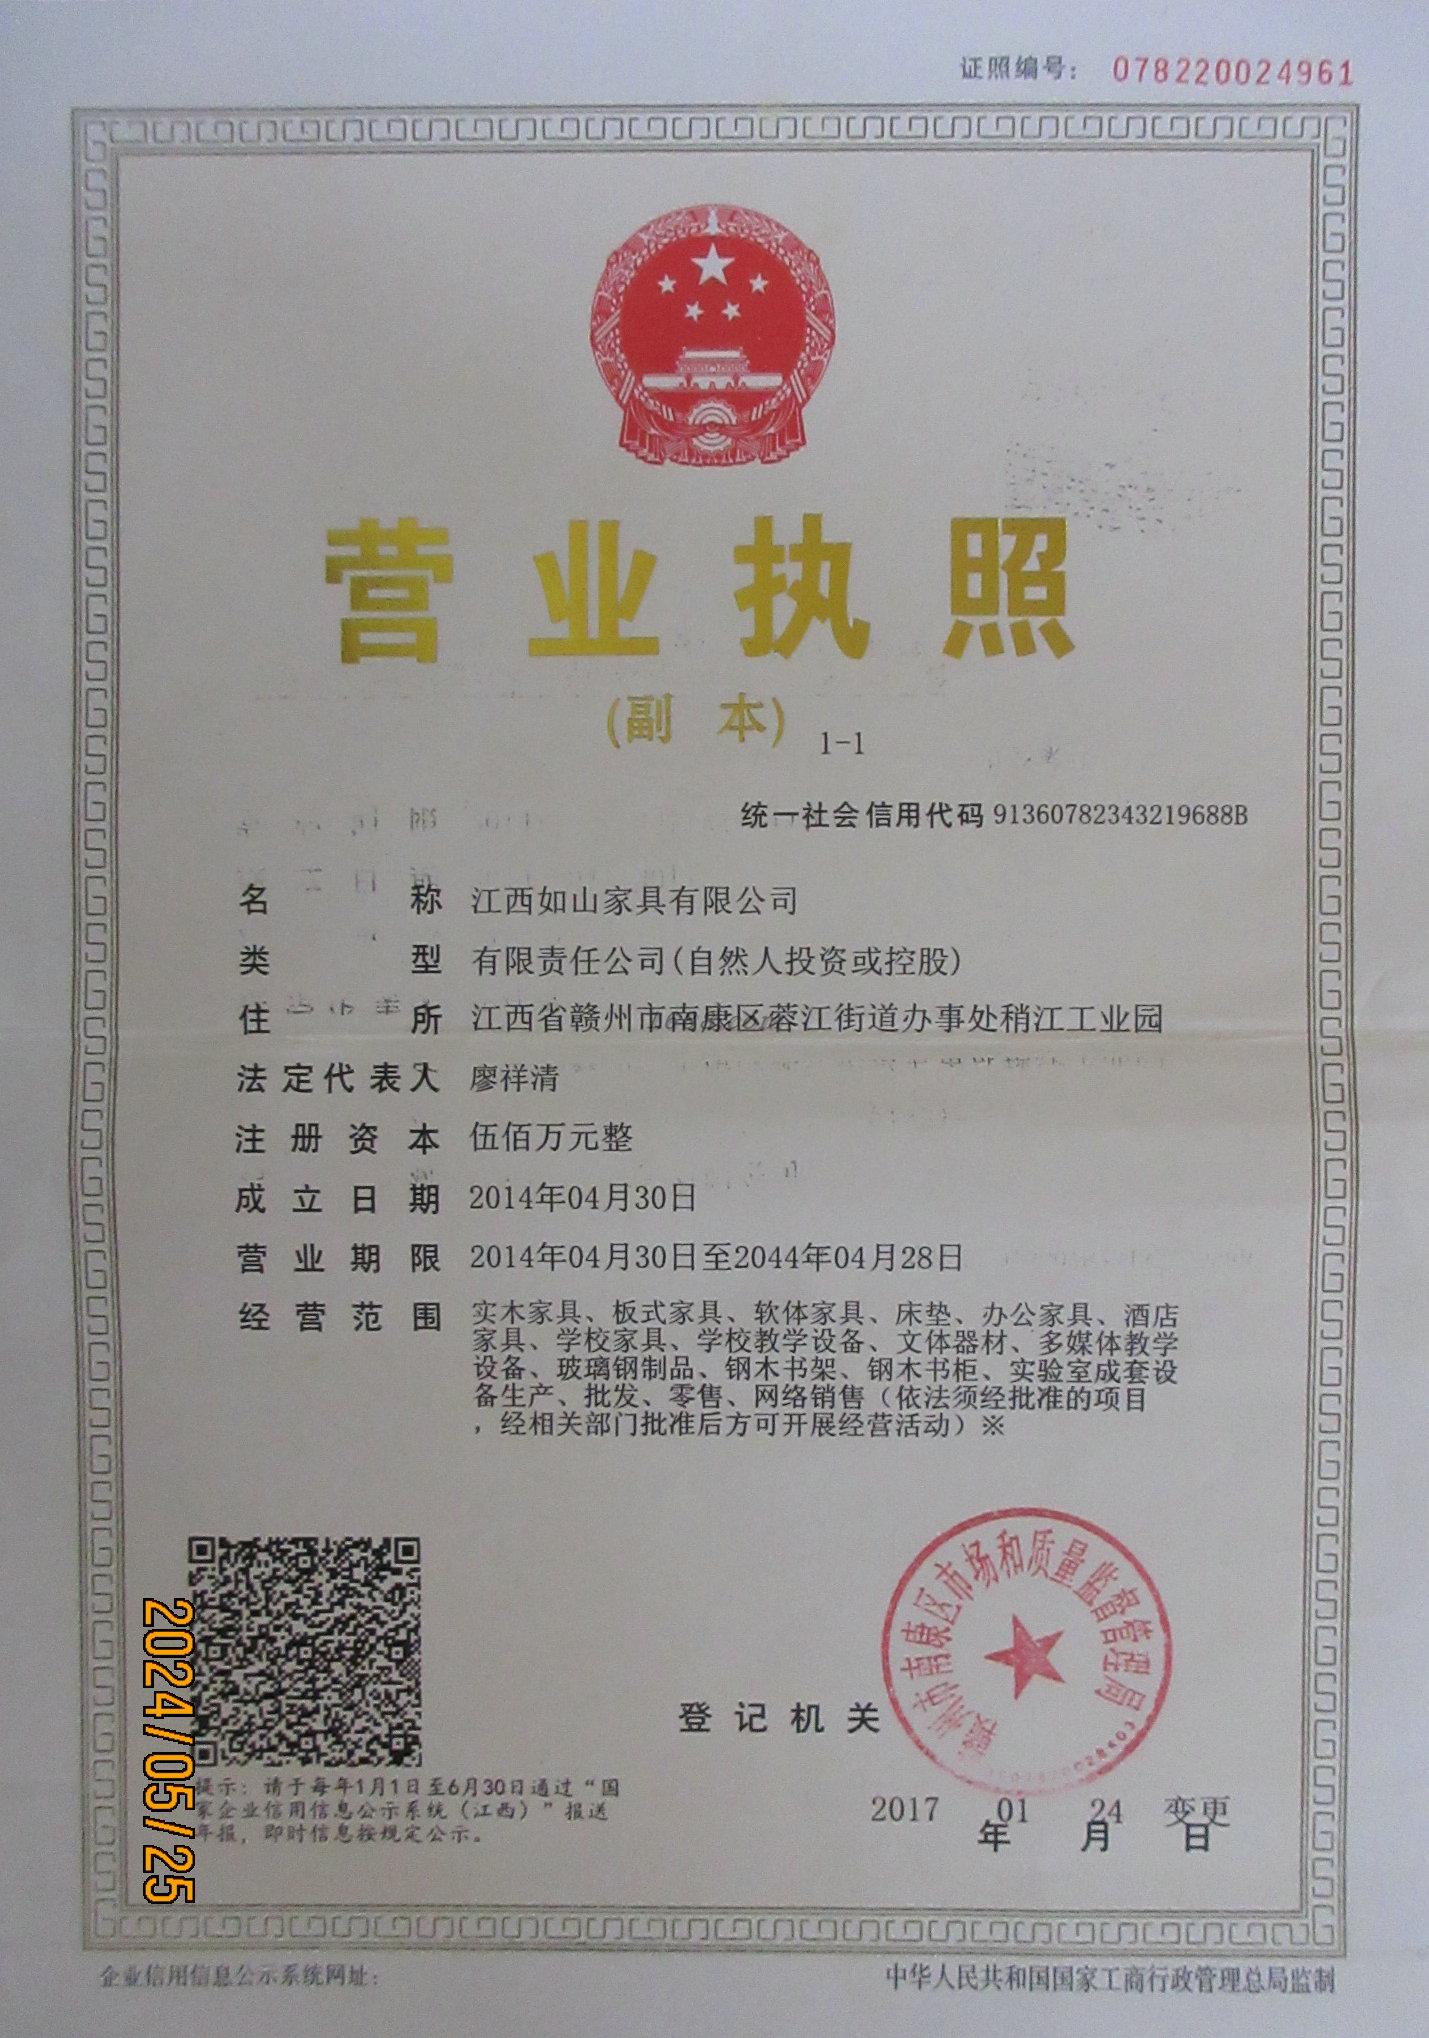 证照编号：078220024961
营业执照
(副 本) 1-1
统一社会信用代码 91360782343219688B
名 称 江西如山家具有限公司
类 型 有限责任公司(自然人投资或控股)
住 所 江西省赣州市南康区蓉江街道办事处稍江工业园
法定代表人 廖祥清
注册资本 伍佰万元整
成立日期 2014年04月30日
营业期限 2014年04月30日至2044年04月28日
经营范围 实木家具、板式家具、软体家具、床垫、办公家具、酒店
家具、学校家具、学校教学设备、文体器材、多媒体教学
设备、玻璃钢制品、钢木书架、钢木书柜、实验室成套设
备生产、批发、零售、网络销售（依法须经批准的项目
，经相关部门批准后方可开展经营活动）※
赣州市南康区市场和质量监督管理局
登记机关
2017 01 24 变更
年 月 日
2024/05/25
提示：请于每年1月1日至6月30日通过“国
家企业信用信息公示系统（江西）”报送
年报，即时信息按规定公示。
企业信用信息公示系统网址：
中华人民共和国国家工商行政管理总局监制